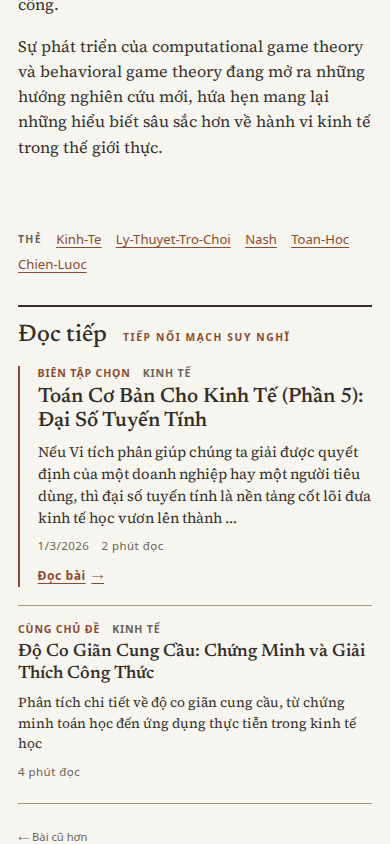 công.
Sự phát triển của computational game theory
và behavioral game theory đang mở ra những
hướng nghiên cứu mới, hứa hẹn mang lại
những hiểu biết sâu sắc hơn về hành vi kinh tế
trong thế giới thực.
THẺ Kinh-Te Ly-Thuyet-Tro-Choi Nash Toan-Hoc
Chien-Luoc
Đọc tiếp TIẾP NỐI MẠCH SUY NGHĨ
BIÊN TẬP CHỌN KINH TẾ
Toán Cơ Bản Cho Kinh Tế (Phần 5):
Đại Số Tuyến Tính
Nếu Vi tích phân giúp chúng ta giải được quyết
định của một doanh nghiệp hay một người tiêu
dùng, thì đại số tuyến tính là nền tảng cốt lõi đưa
kinh tế học vươn lên thành ...
1/3/2026 2 phút đọc
Đọc bài →
CÙNG CHỦ ĐỀ KINH TẾ
Độ Co Giãn Cung Cầu: Chứng Minh và Giải
Thích Công Thức
Phân tích chi tiết về độ co giãn cung cầu, từ chứng
minh toán học đến ứng dụng thực tiễn trong kinh tế
học
4 phút đọc
← Bài cũ hơn